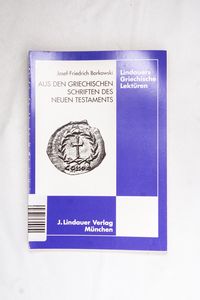 Josef-Friedrich Borkowski
AUS DEN GRIECHISCHEN
SCHRIFTEN DES
NEUEN TESTAMENTS
Lindauers
Griechische
Lektüren
J. Lindauer Verlag
München